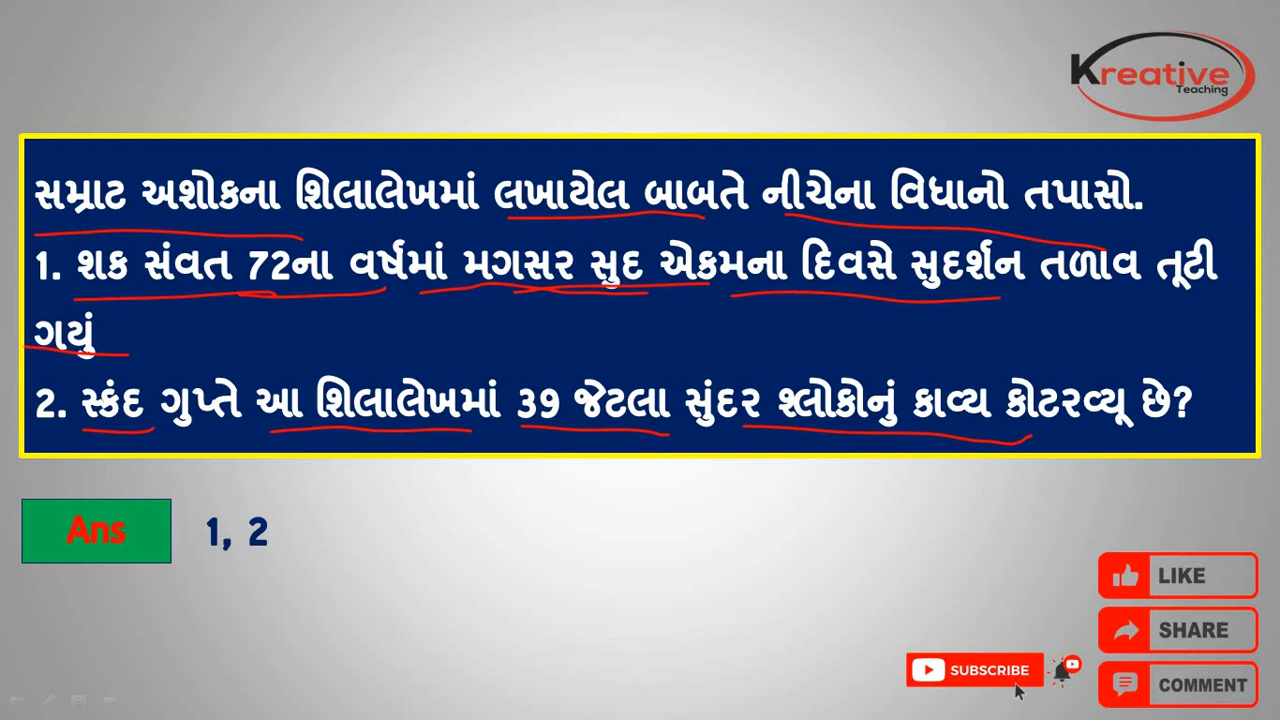 Kreative
Teaching
સમ્રાટ અશોકના શિલાલેખમાં લખાયેલ બાબતે નીચેના વિધાનો તપાસો.
1. શક સંવત 72ના વર્ષમાં મગસર સુદ એકમના દિવસે સુદર્શન તળાવ તૂટી
ગયું
2. સ્કંદ ગુપ્તે આ શિલાલેખમાં 39 જેટલા સુંદર શ્લોકોનું કાવ્ય કોટરવ્યૂ છે?
Ans 1, 2
LIKE
SHARE
SUBSCRIBE
COMMENT